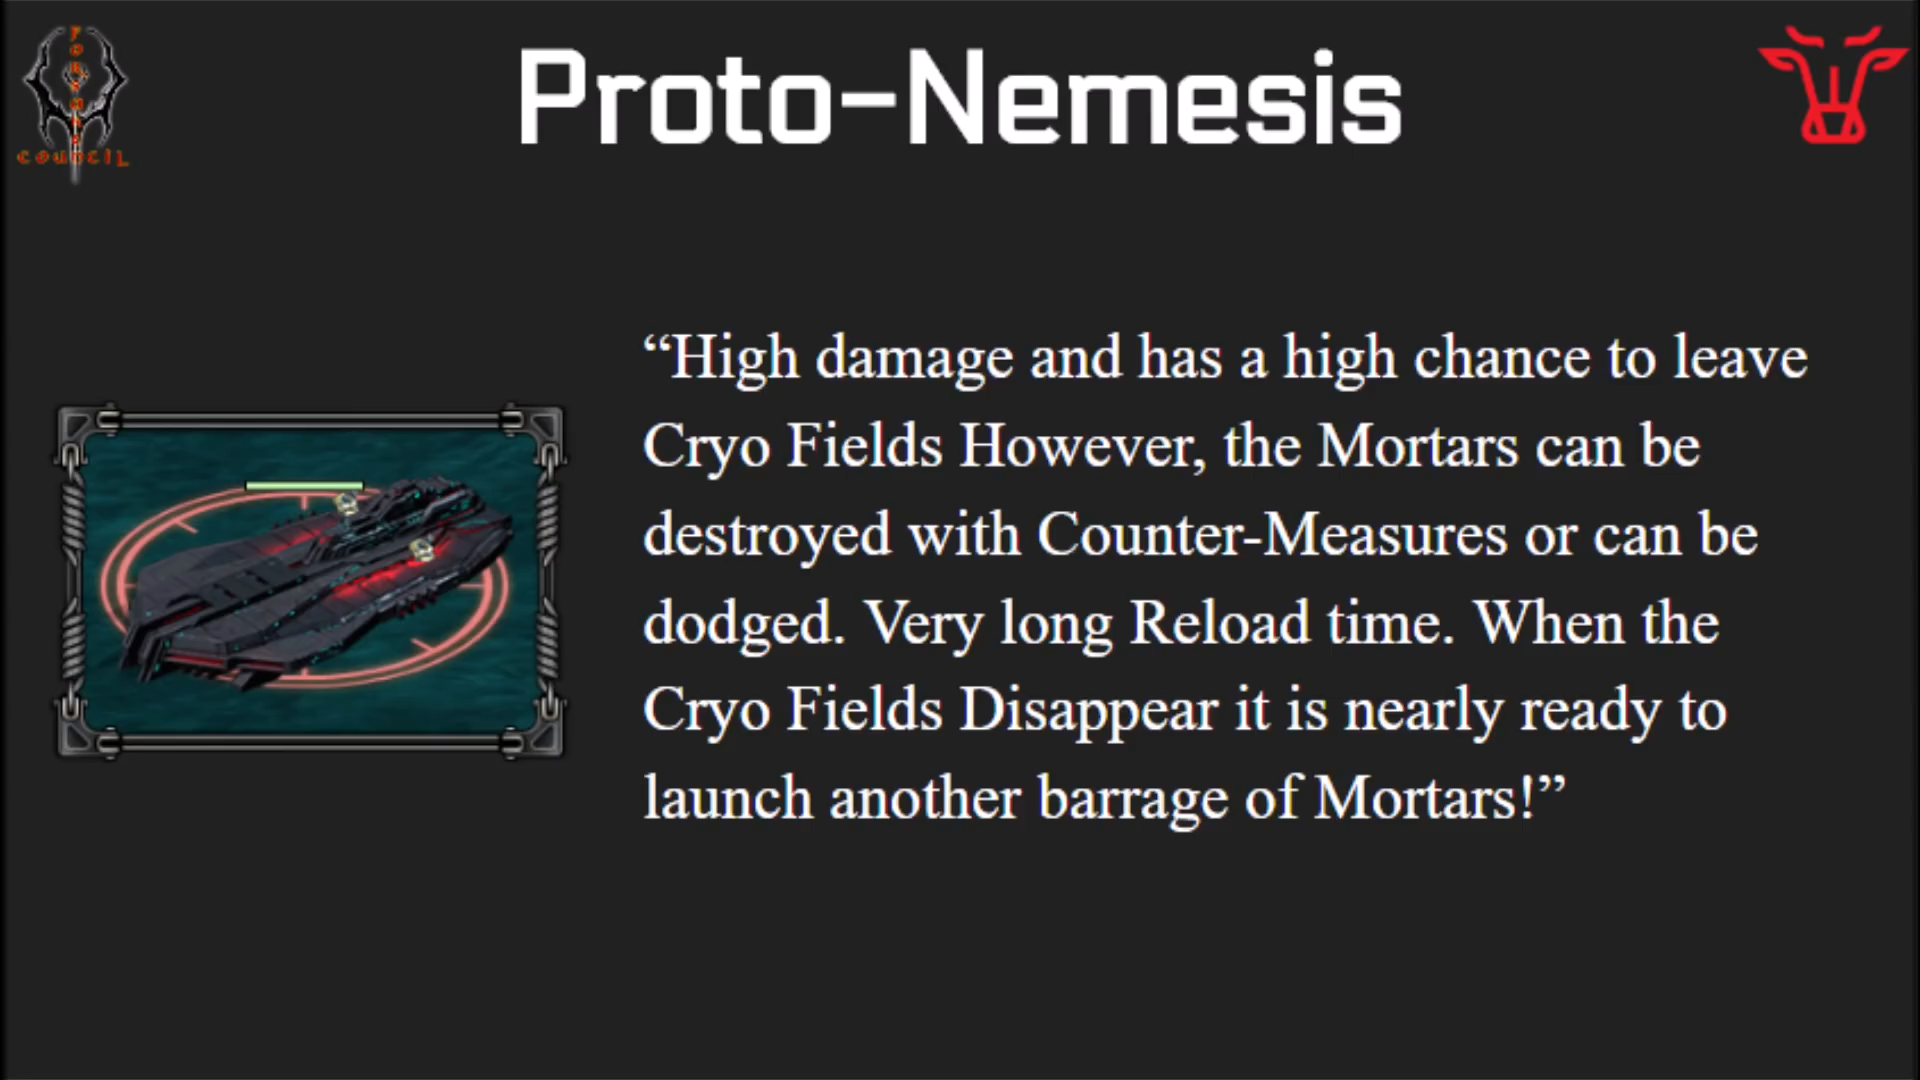 FORSAKEN
COUNCIL
Proto-Nemesis
“High damage and has a high chance to leave
Cryo Fields However, the Mortars can be
destroyed with Counter-Measures or can be
dodged. Very long Reload time. When the
Cryo Fields Disappear it is nearly ready to
launch another barrage of Mortars!”